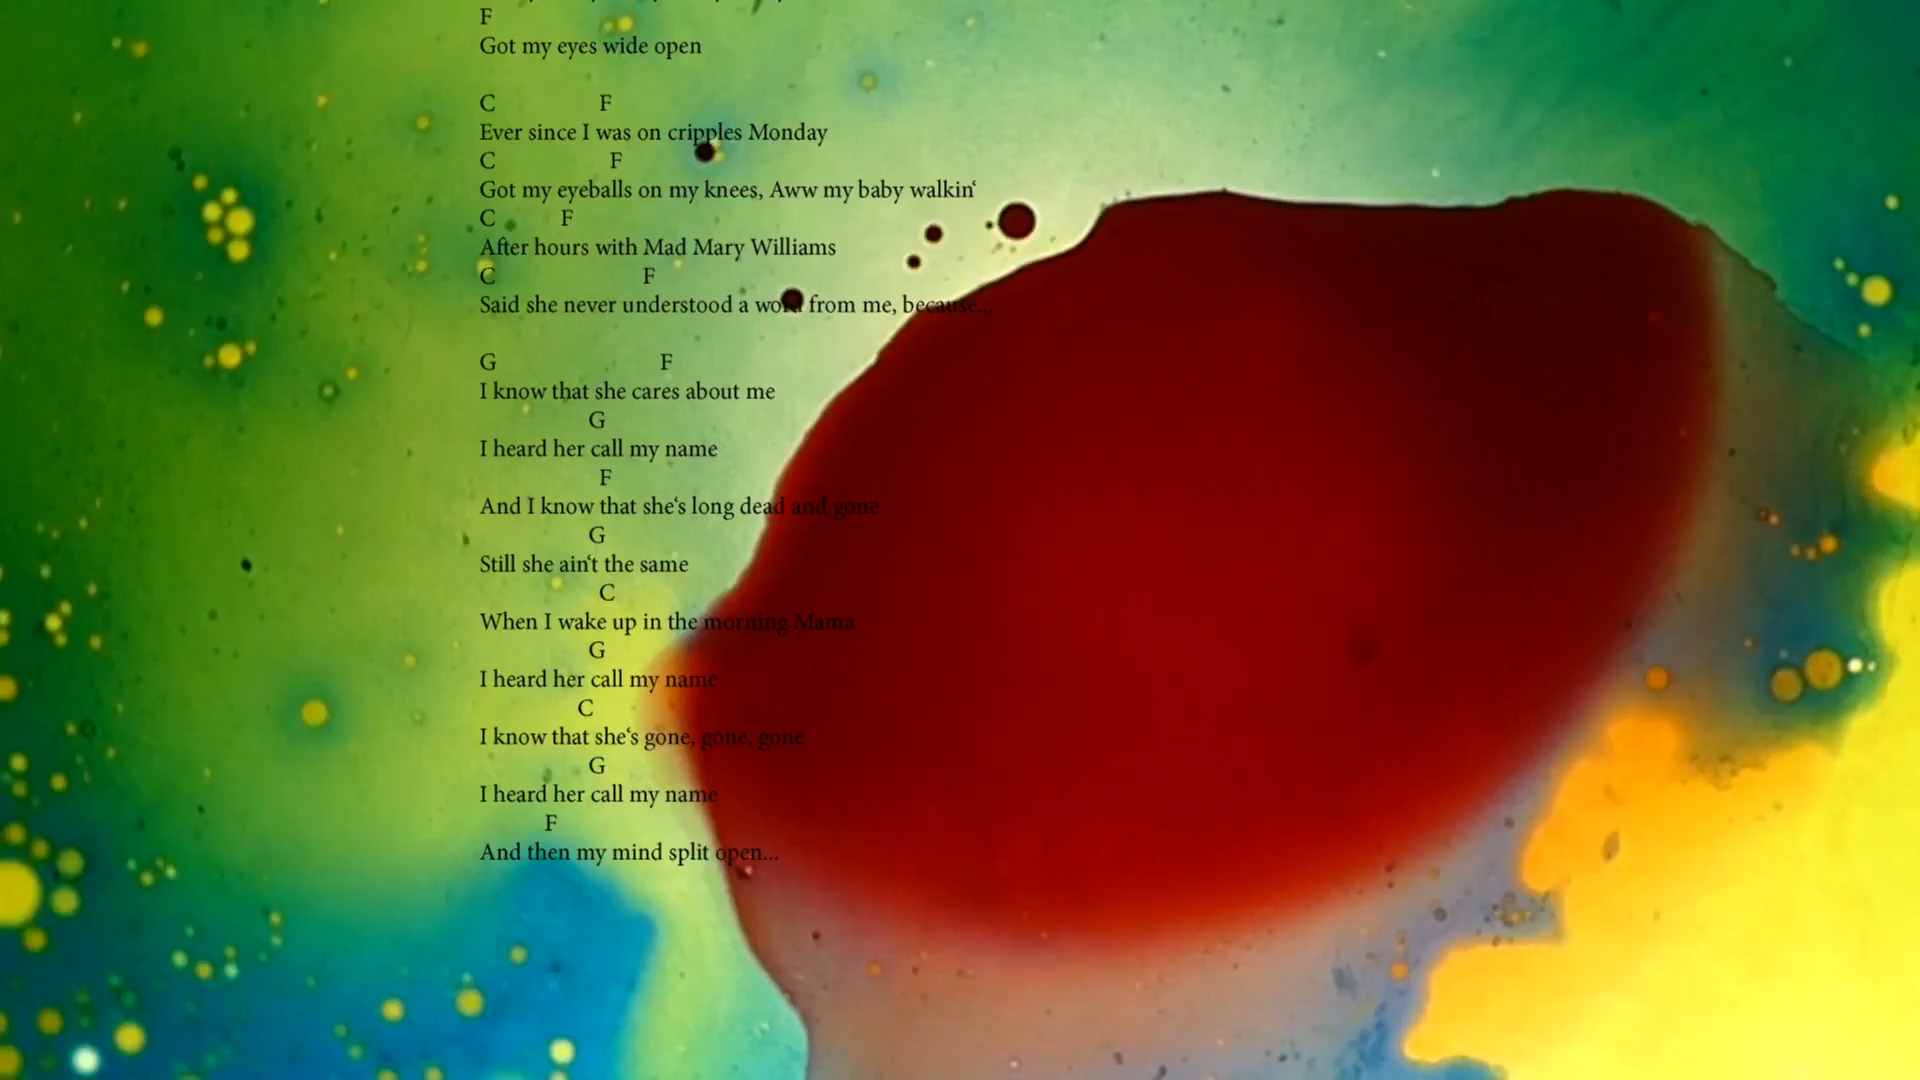 F
Got my eyes wide open
C F
Ever since I was on cripples Monday
C F
Got my eyeballs on my knees, Aww my baby walkin‘
C F
After hours with Mad Mary Williams
C F
Said she never understood a word from me, because...
G F
I know that she cares about me
G
I heard her call my name
F
And I know that she‘s long dead and gone
G
Still she ain‘t the same
C
When I wake up in the morning Mama
G
I heard her call my name
C
I know that she‘s gone, gone, gone
G
I heard her call my name
F
And then my mind split open...